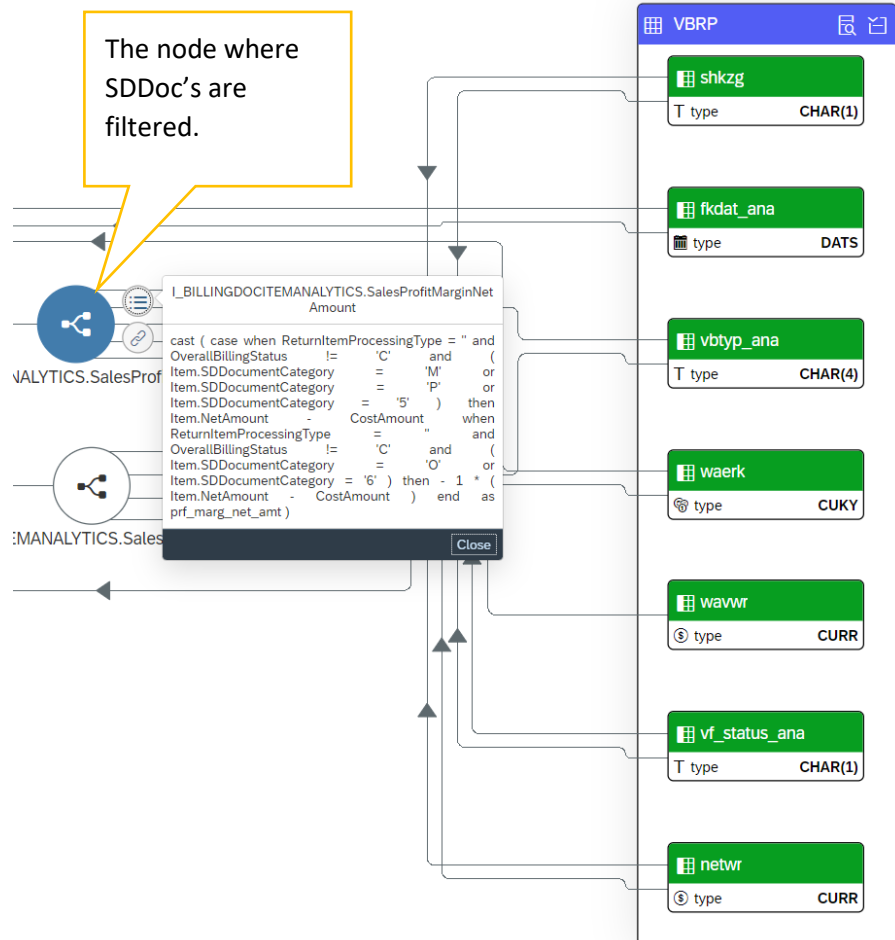 The node where
SDDoc's are
filtered.
VBRP
shkzg
T type CHAR(1)
fkdat_ana
type DATS
I_BILLINGDOCITEMANALYTICS.SalesProfitMarginNet
Amount
cast ( case when ReturnItemProcessingType = '' and
OverallBillingStatus != 'C' and (
Item.SDDocumentCategory = 'M' or
Item.SDDocumentCategory = 'P' or
Item.SDDocumentCategory = '5' ) then
Item.NetAmount - CostAmount when
ReturnItemProcessingType = '' and
OverallBillingStatus != 'C' and (
Item.SDDocumentCategory = 'O' or
Item.SDDocumentCategory = '6' ) then - 1 * (
Item.NetAmount - CostAmount ) end as
prf_marg_net_amt )
Close
ALYTICS.SalesProf
EMANALYTICS.Sales
vbtyp_ana
T type CHAR(4)
waerk
type CUKY
wavwr
type CURR
vf_status_ana
T type CHAR(1)
netwr
type CURR